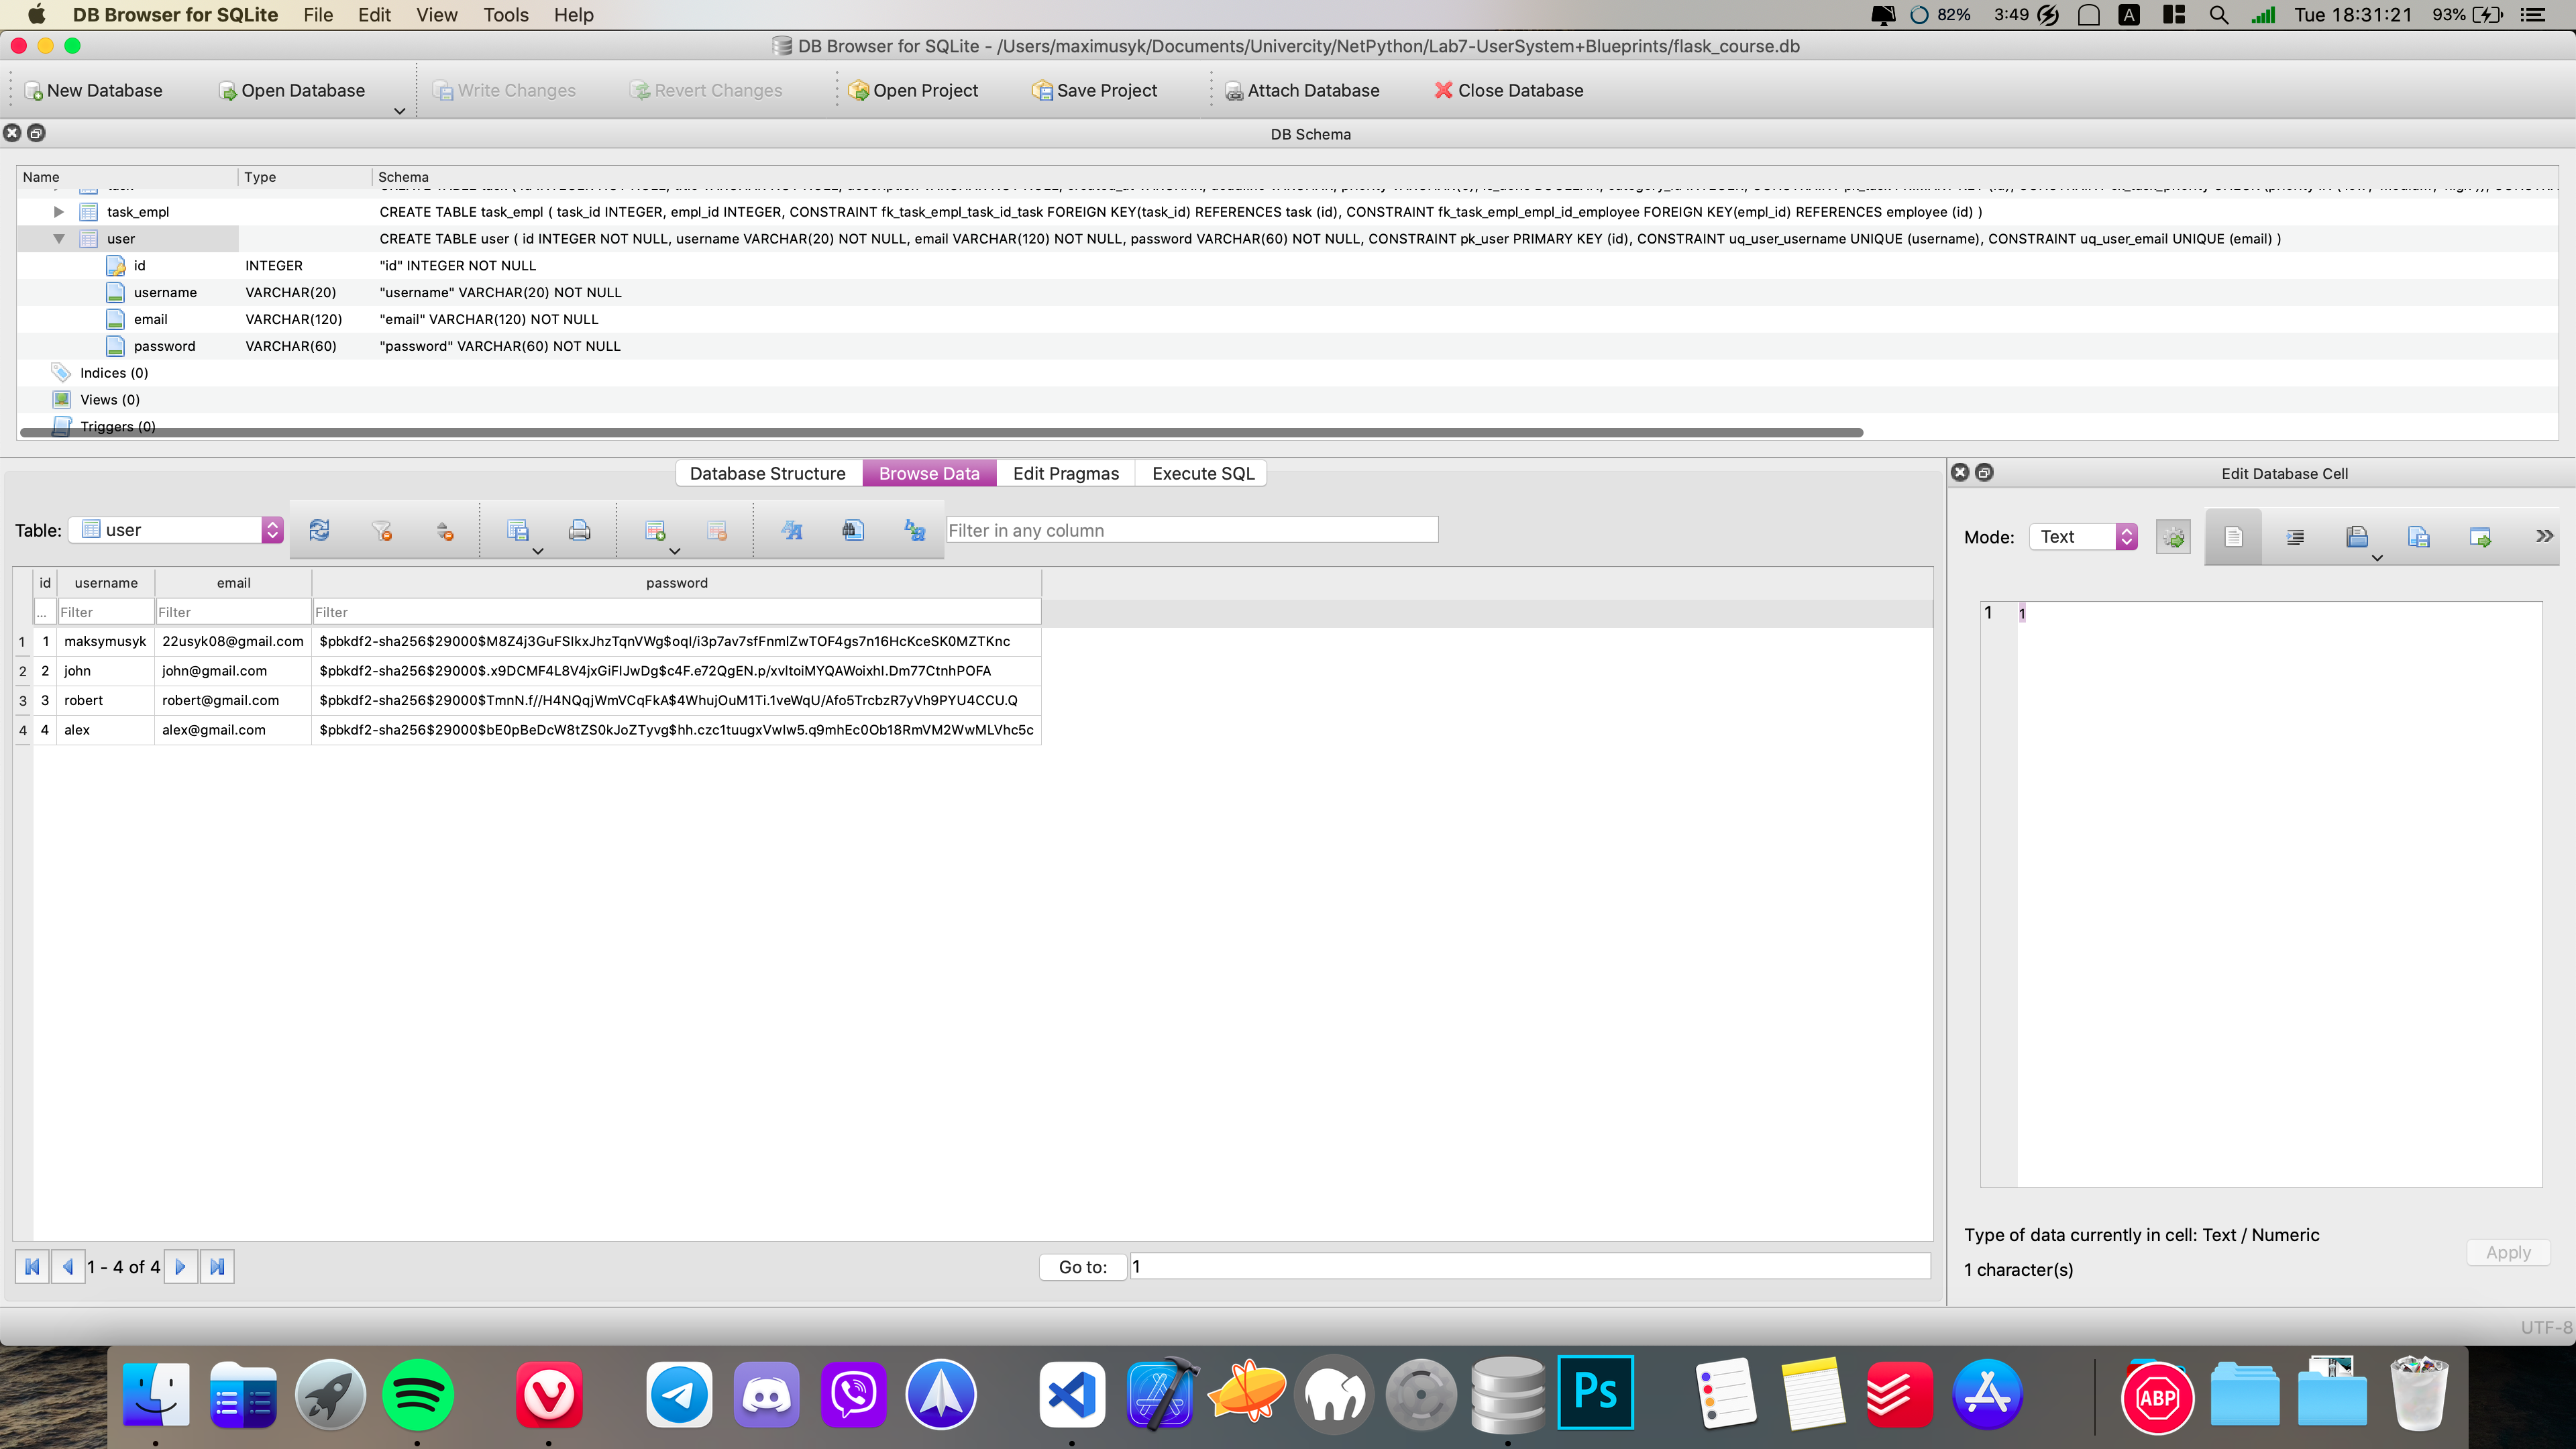 DB Browser for SQLite File Edit View Tools Help 82% 3:49 A Tue 18:31:21 93%
DB Browser for SQLite - /Users/maximusyk/Documents/Univercity/NetPython/Lab7-UserSystem+Blueprints/flask_course.db
New Database Open Database Write Changes Revert Changes Open Project Save Project Attach Database Close Database
DB Schema
Name Type Schema
task_empl CREATE TABLE task_empl ( task_id INTEGER, empl_id INTEGER, CONSTRAINT fk_task_empl_task_id_task FOREIGN KEY(task_id) REFERENCES task (id), CONSTRAINT fk_task_empl_empl_id_employee FOREIGN KEY(empl_id) REFERENCES employee (id) )
user CREATE TABLE user ( id INTEGER NOT NULL, username VARCHAR(20) NOT NULL, email VARCHAR(120) NOT NULL, password VARCHAR(60) NOT NULL, CONSTRAINT pk_user PRIMARY KEY (id), CONSTRAINT uq_user_username UNIQUE (username), CONSTRAINT uq_user_email UNIQUE (email) )
id INTEGER "id" INTEGER NOT NULL
username VARCHAR(20) "username" VARCHAR(20) NOT NULL
email VARCHAR(120) "email" VARCHAR(120) NOT NULL
password VARCHAR(60) "password" VARCHAR(60) NOT NULL
Indices (0)
Views (0)
Triggers (0)
Database Structure Browse Data Edit Pragmas Execute SQL
Edit Database Cell
Table: user Filter in any column
Mode: Text
id username email password
... Filter Filter Filter
1 1 maksymusyk 22usyk08@gmail.com $pbkdf2-sha256$29000$M8Z4j3GuFSIkxJhzTqnVWg$oqI/i3p7av7sfFnmlZwTOF4gs7n16HcKceSK0MZTKnc
2 2 john john@gmail.com $pbkdf2-sha256$29000$.x9DCMF4L8V4jxGiFIJwDg$c4F.e72QgEN.p/xvltoiMYQAWoixhI.Dm77CtnhPOFA
3 3 robert robert@gmail.com $pbkdf2-sha256$29000$TmnN.f//H4NQqjWmVCqFkA$4WhujOuM1Ti.1veWqU/Afo5TrcbzR7yVh9PYU4CCU.Q
4 4 alex alex@gmail.com $pbkdf2-sha256$29000$bE0pBeDcW8tZS0kJoZTyvg$hh.czc1tuugxVwIw5.q9mhEc0Ob18RmVM2WwMLVhc5c
1 1
1 - 4 of 4 Go to: 1
Type of data currently in cell: Text / Numeric
1 character(s)
Apply
UTF-8
Ps
ABP